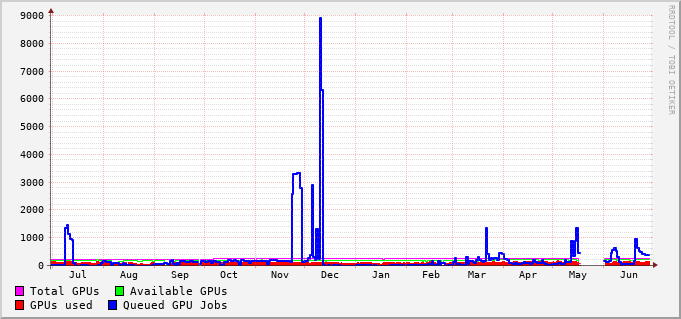 RRDTOOL / TOBI OETIKER
9000
8000
7000
6000
5000
4000
3000
2000
1000
0
Jul Aug Sep Oct Nov Dec Jan Feb Mar Apr May Jun
Total GPUs Available GPUs
GPUs used Queued GPU Jobs